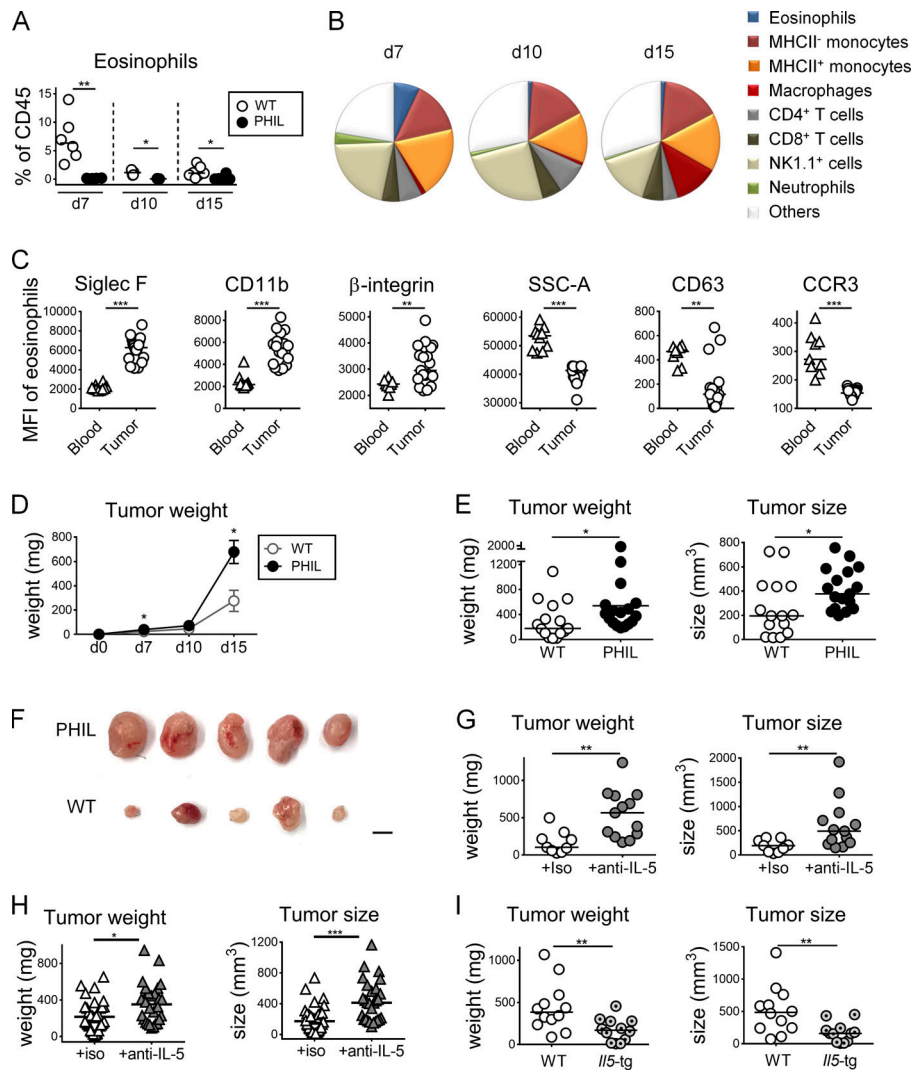 A
Eosinophils
% of CD45
15
10
5
0
** * *
d7 d10 d15
WT
PHIL
B
d7 d10 d15
Eosinophils
MHCII- monocytes
MHCII+ monocytes
Macrophages
CD4+ T cells
CD8+ T cells
NK1.1+ cells
Neutrophils
Others
C
MFI of eosinophils
Siglec F
***
10000
8000
6000
4000
2000
0
Blood Tumor
CD11b
***
8000
6000
4000
2000
0
Blood Tumor
β-integrin
**
5000
4000
3000
2000
Blood Tumor
SSC-A
***
60000
50000
40000
30000
Blood Tumor
CD63
**
800
600
400
200
0
Blood Tumor
CCR3
***
400
300
200
100
Blood Tumor
D
Tumor weight
weight (mg)
800
600
400
200
0
* *
d0 d7 d10 d15
WT
PHIL
E
Tumor weight
weight (mg)
*
2000
1200
800
400
0
WT PHIL
Tumor size
size (mm3)
*
800
600
400
200
0
WT PHIL
F
PHIL
WT
G
Tumor weight
weight (mg)
**
1000
500
0
+Iso +anti-IL-5
Tumor size
size (mm3)
**
2000
1500
1000
500
0
+Iso +anti-IL-5
H
Tumor weight
weight (mg)
*
800
400
0
+iso +anti-IL-5
Tumor size
size (mm3)
***
1200
800
400
0
+iso +anti-IL-5
I
Tumor weight
weight (mg)
**
1000
500
0
WT Il5-tg
Tumor size
size (mm3)
**
1500
1000
500
0
WT Il5-tg